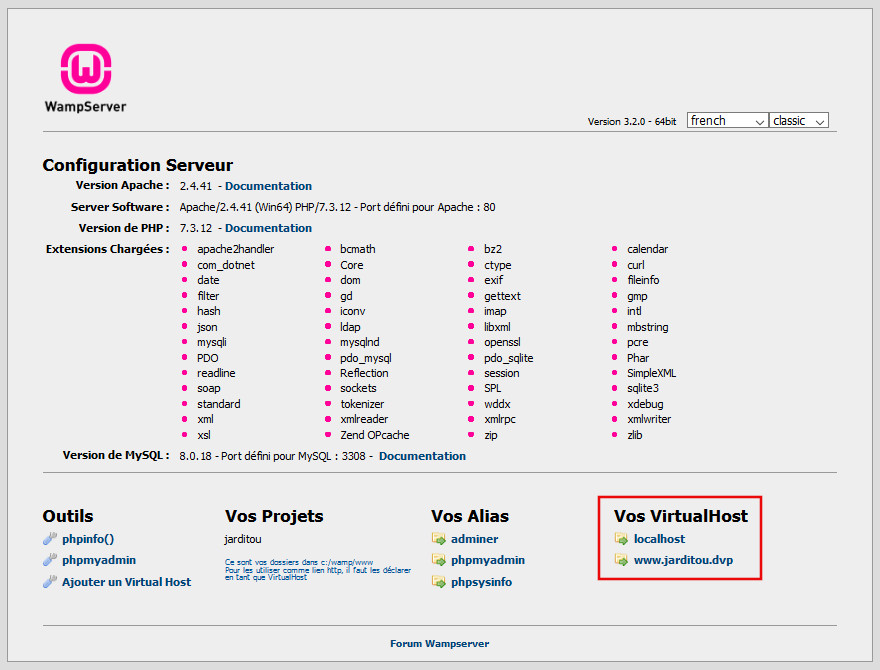 WampServer
Version 3.2.0 - 64bit french classic
Configuration Serveur
Version Apache : 2.4.41 - Documentation
Server Software : Apache/2.4.41 (Win64) PHP/7.3.12 - Port défini pour Apache : 80
Version de PHP : 7.3.12 - Documentation
Extensions Chargées : apache2handler bcmath bz2 calendar
com_dotnet Core ctype curl
date dom exif fileinfo
filter gd gettext gmp
hash iconv imap intl
json ldap libxml mbstring
mysqli mysqlnd openssl pcre
PDO pdo_mysql pdo_sqlite Phar
readline Reflection session SimpleXML
soap sockets SPL sqlite3
standard tokenizer wddx xdebug
xml xmlreader xmlrpc xmlwriter
xsl Zend OPcache zip zlib
Version de MySQL : 8.0.18 - Port défini pour MySQL : 3308 - Documentation
Outils
phpinfo()
phpmyadmin
Ajouter un Virtual Host
Vos Projets
jarditou
Ce sont vos dossiers dans c:/wamp/www
Pour les utiliser comme lien http, il faut les déclarer
en tant que VirtualHost
Vos Alias
adminer
phpmyadmin
phpsysinfo
Vos VirtualHost
localhost
www.jarditou.dvp
Forum Wampserver